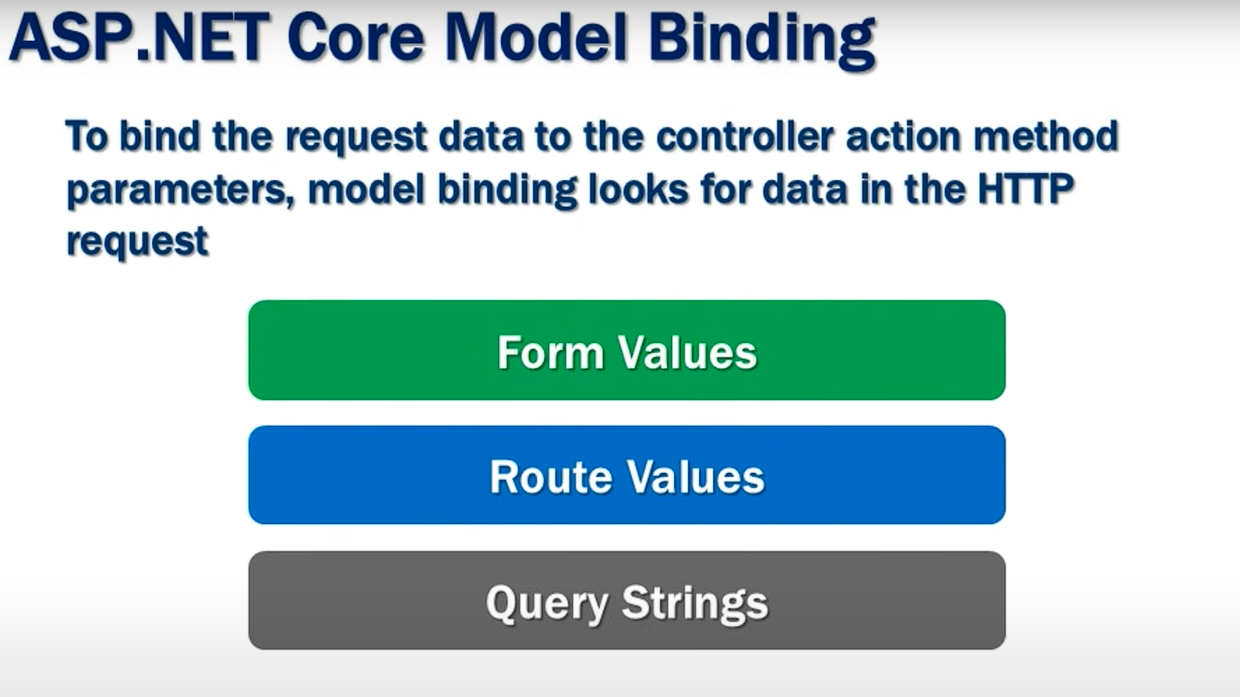 ASP.NET Core Model Binding
To bind the request data to the controller action method
parameters, model binding looks for data in the HTTP
request
Form Values
Route Values
Query Strings